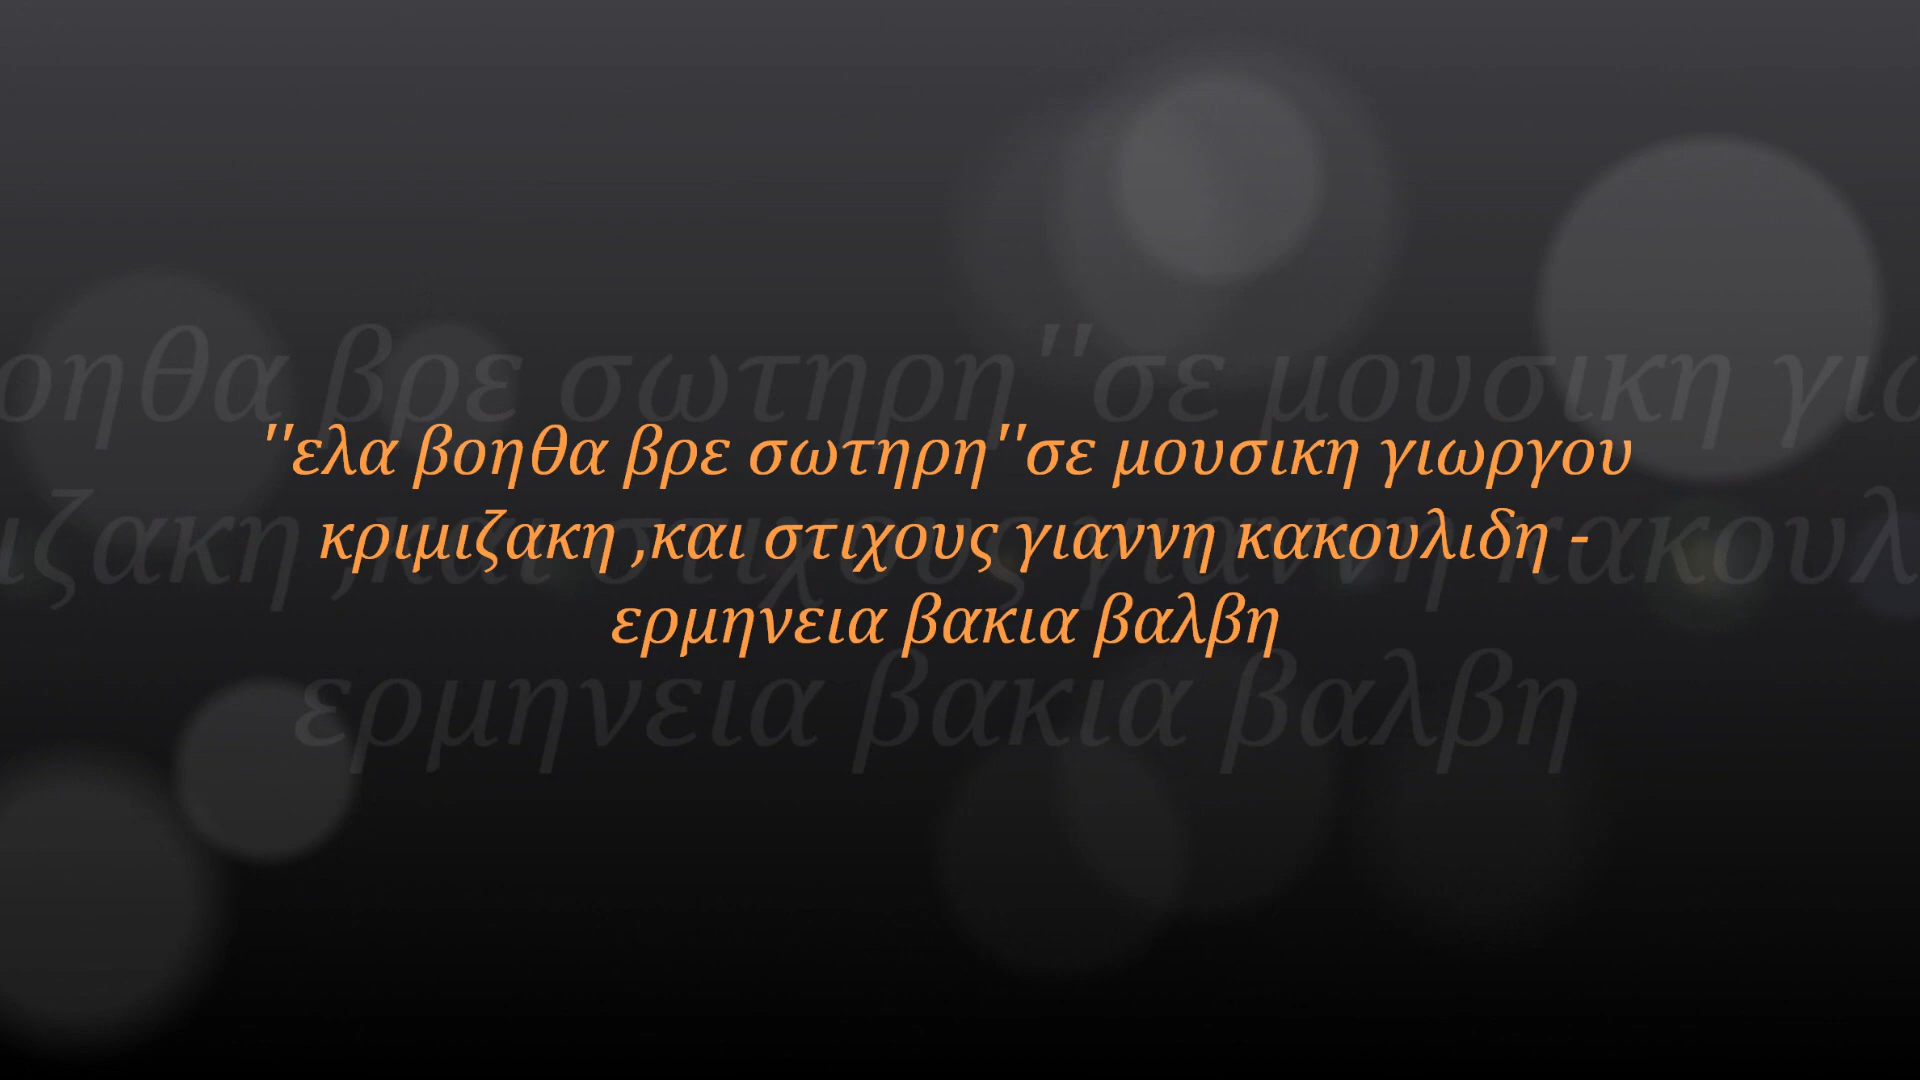 ''ελα βοηθα βρε σωτηρη''σε μουσικη γιωργου
κριμιζακη ,και στιχους γιαννη κακουλιδη -
ερμηνεια βακια βαλβη